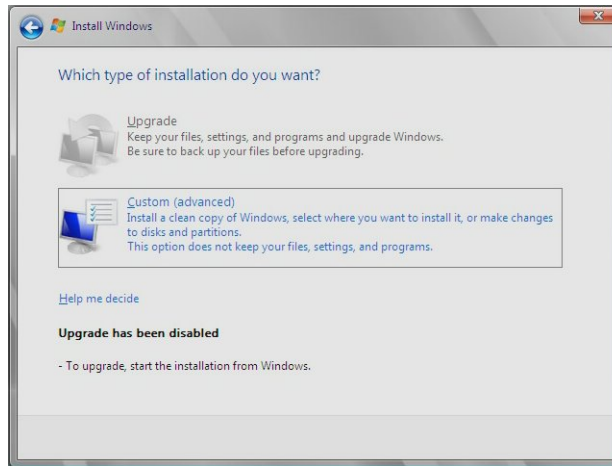 Install Windows
Which type of installation do you want?
Upgrade
Keep your files, settings, and programs and upgrade Windows.
Be sure to back up your files before upgrading.
Custom (advanced)
Install a clean copy of Windows, select where you want to install it, or make changes
to disks and partitions.
This option does not keep your files, settings, and programs.
Help me decide
Upgrade has been disabled
- To upgrade, start the installation from Windows.